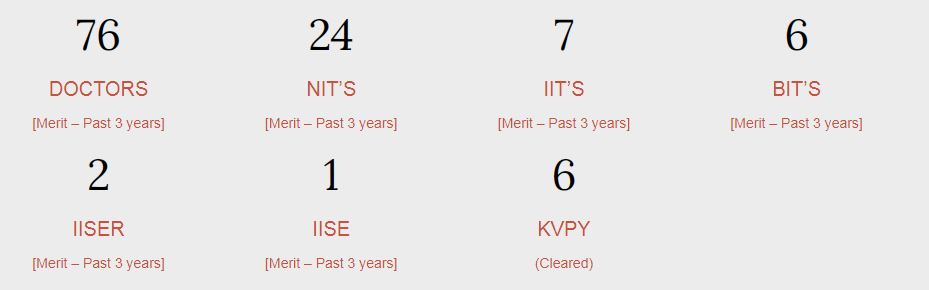 76 24 7 6
DOCTORS NIT’S IIT’S BIT’S
[Merit – Past 3 years] [Merit – Past 3 years] [Merit – Past 3 years] [Merit – Past 3 years]
2 1 6
IISER IISE KVPY
[Merit – Past 3 years] [Merit – Past 3 years] (Cleared)